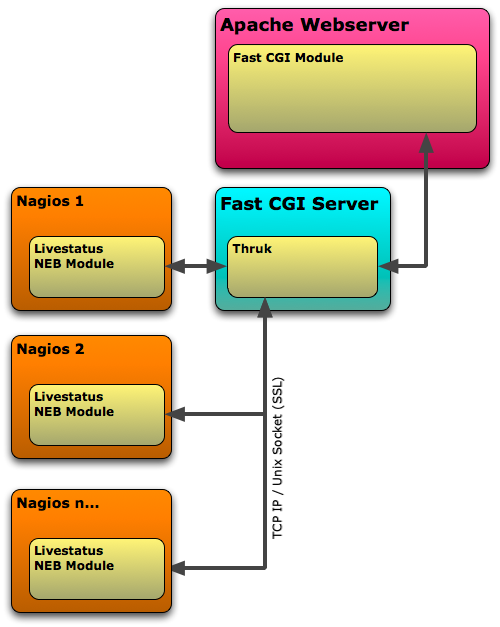 Apache Webserver
Fast CGI Module
Nagios 1
Livestatus
NEB Module
Fast CGI Server
Thruk
Nagios 2
Livestatus
NEB Module
TCP IP / Unix Socket (SSL)
Nagios n...
Livestatus
NEB Module